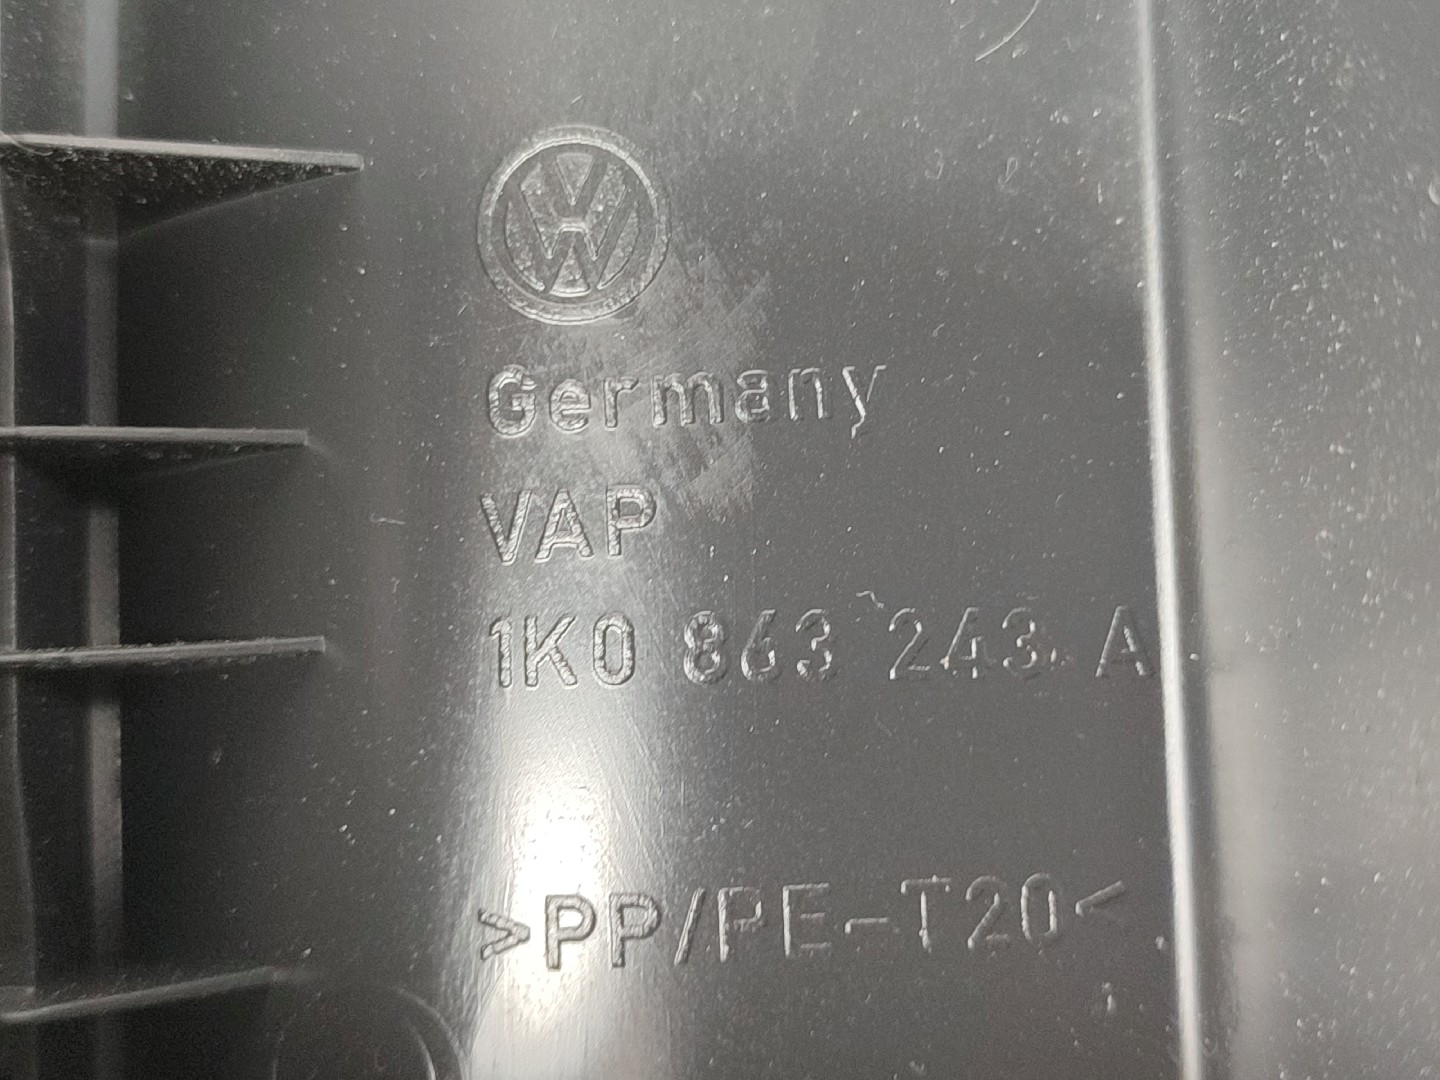 Germany
VAP
1K0 863 243 A
>PP/PE-T20<